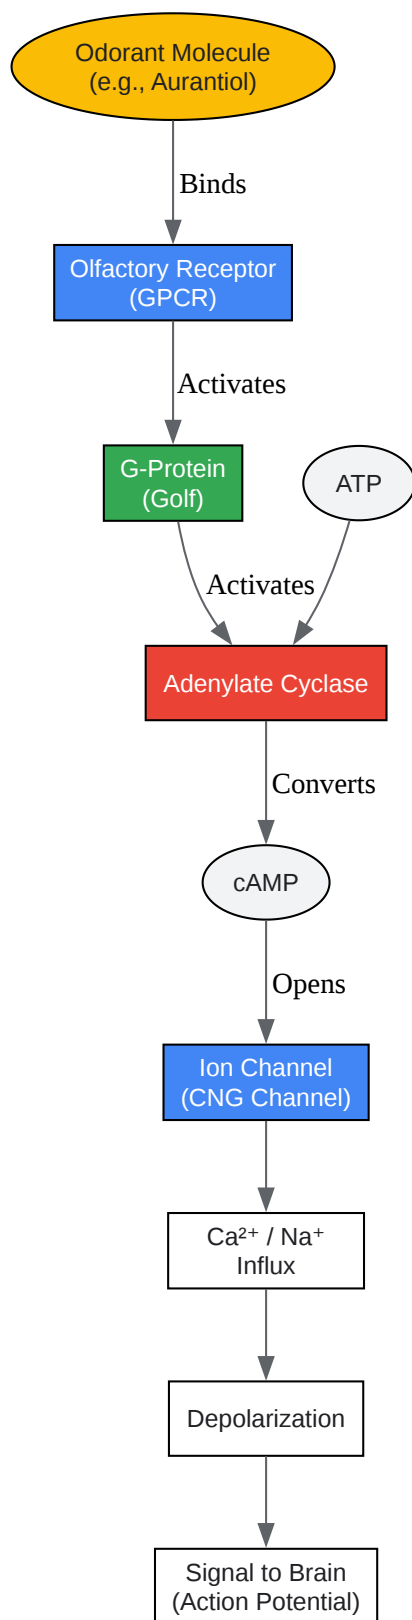 Odorant Molecule
(e.g., Aurantiol)
Binds
Olfactory Receptor
(GPCR)
Activates
G-Protein
(Golf)
ATP
Activates
Adenylate Cyclase
Converts
cAMP
Opens
Ion Channel
(CNG Channel)
Ca²⁺ / Na⁺
Influx
Depolarization
Signal to Brain
(Action Potential)